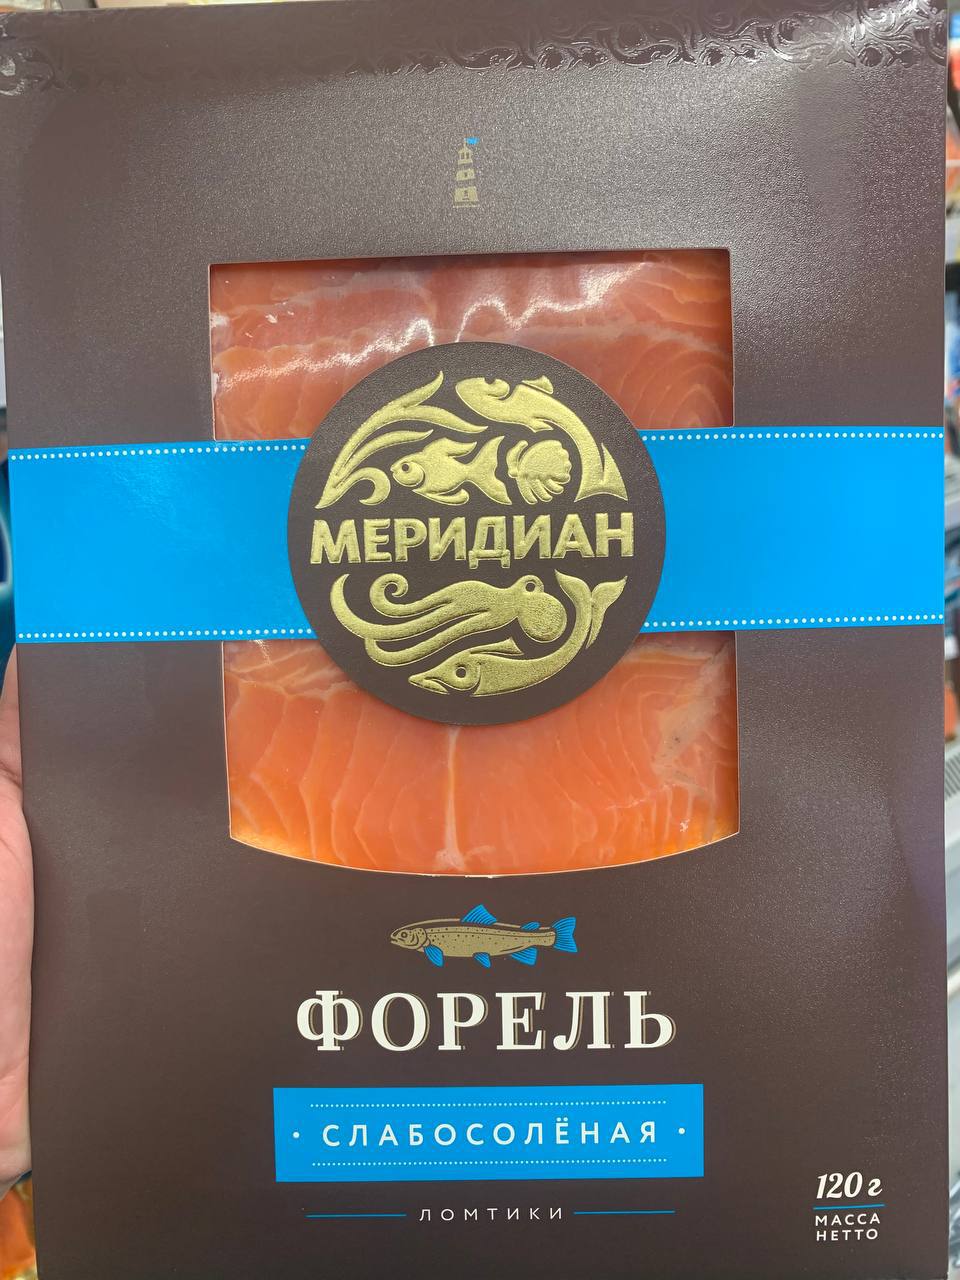 МЕРИДИАН
ФОРЕЛЬ
• СЛАБОСОЛЁНАЯ •
ЛОМТИКИ
120 г
МАССА
НЕТТО